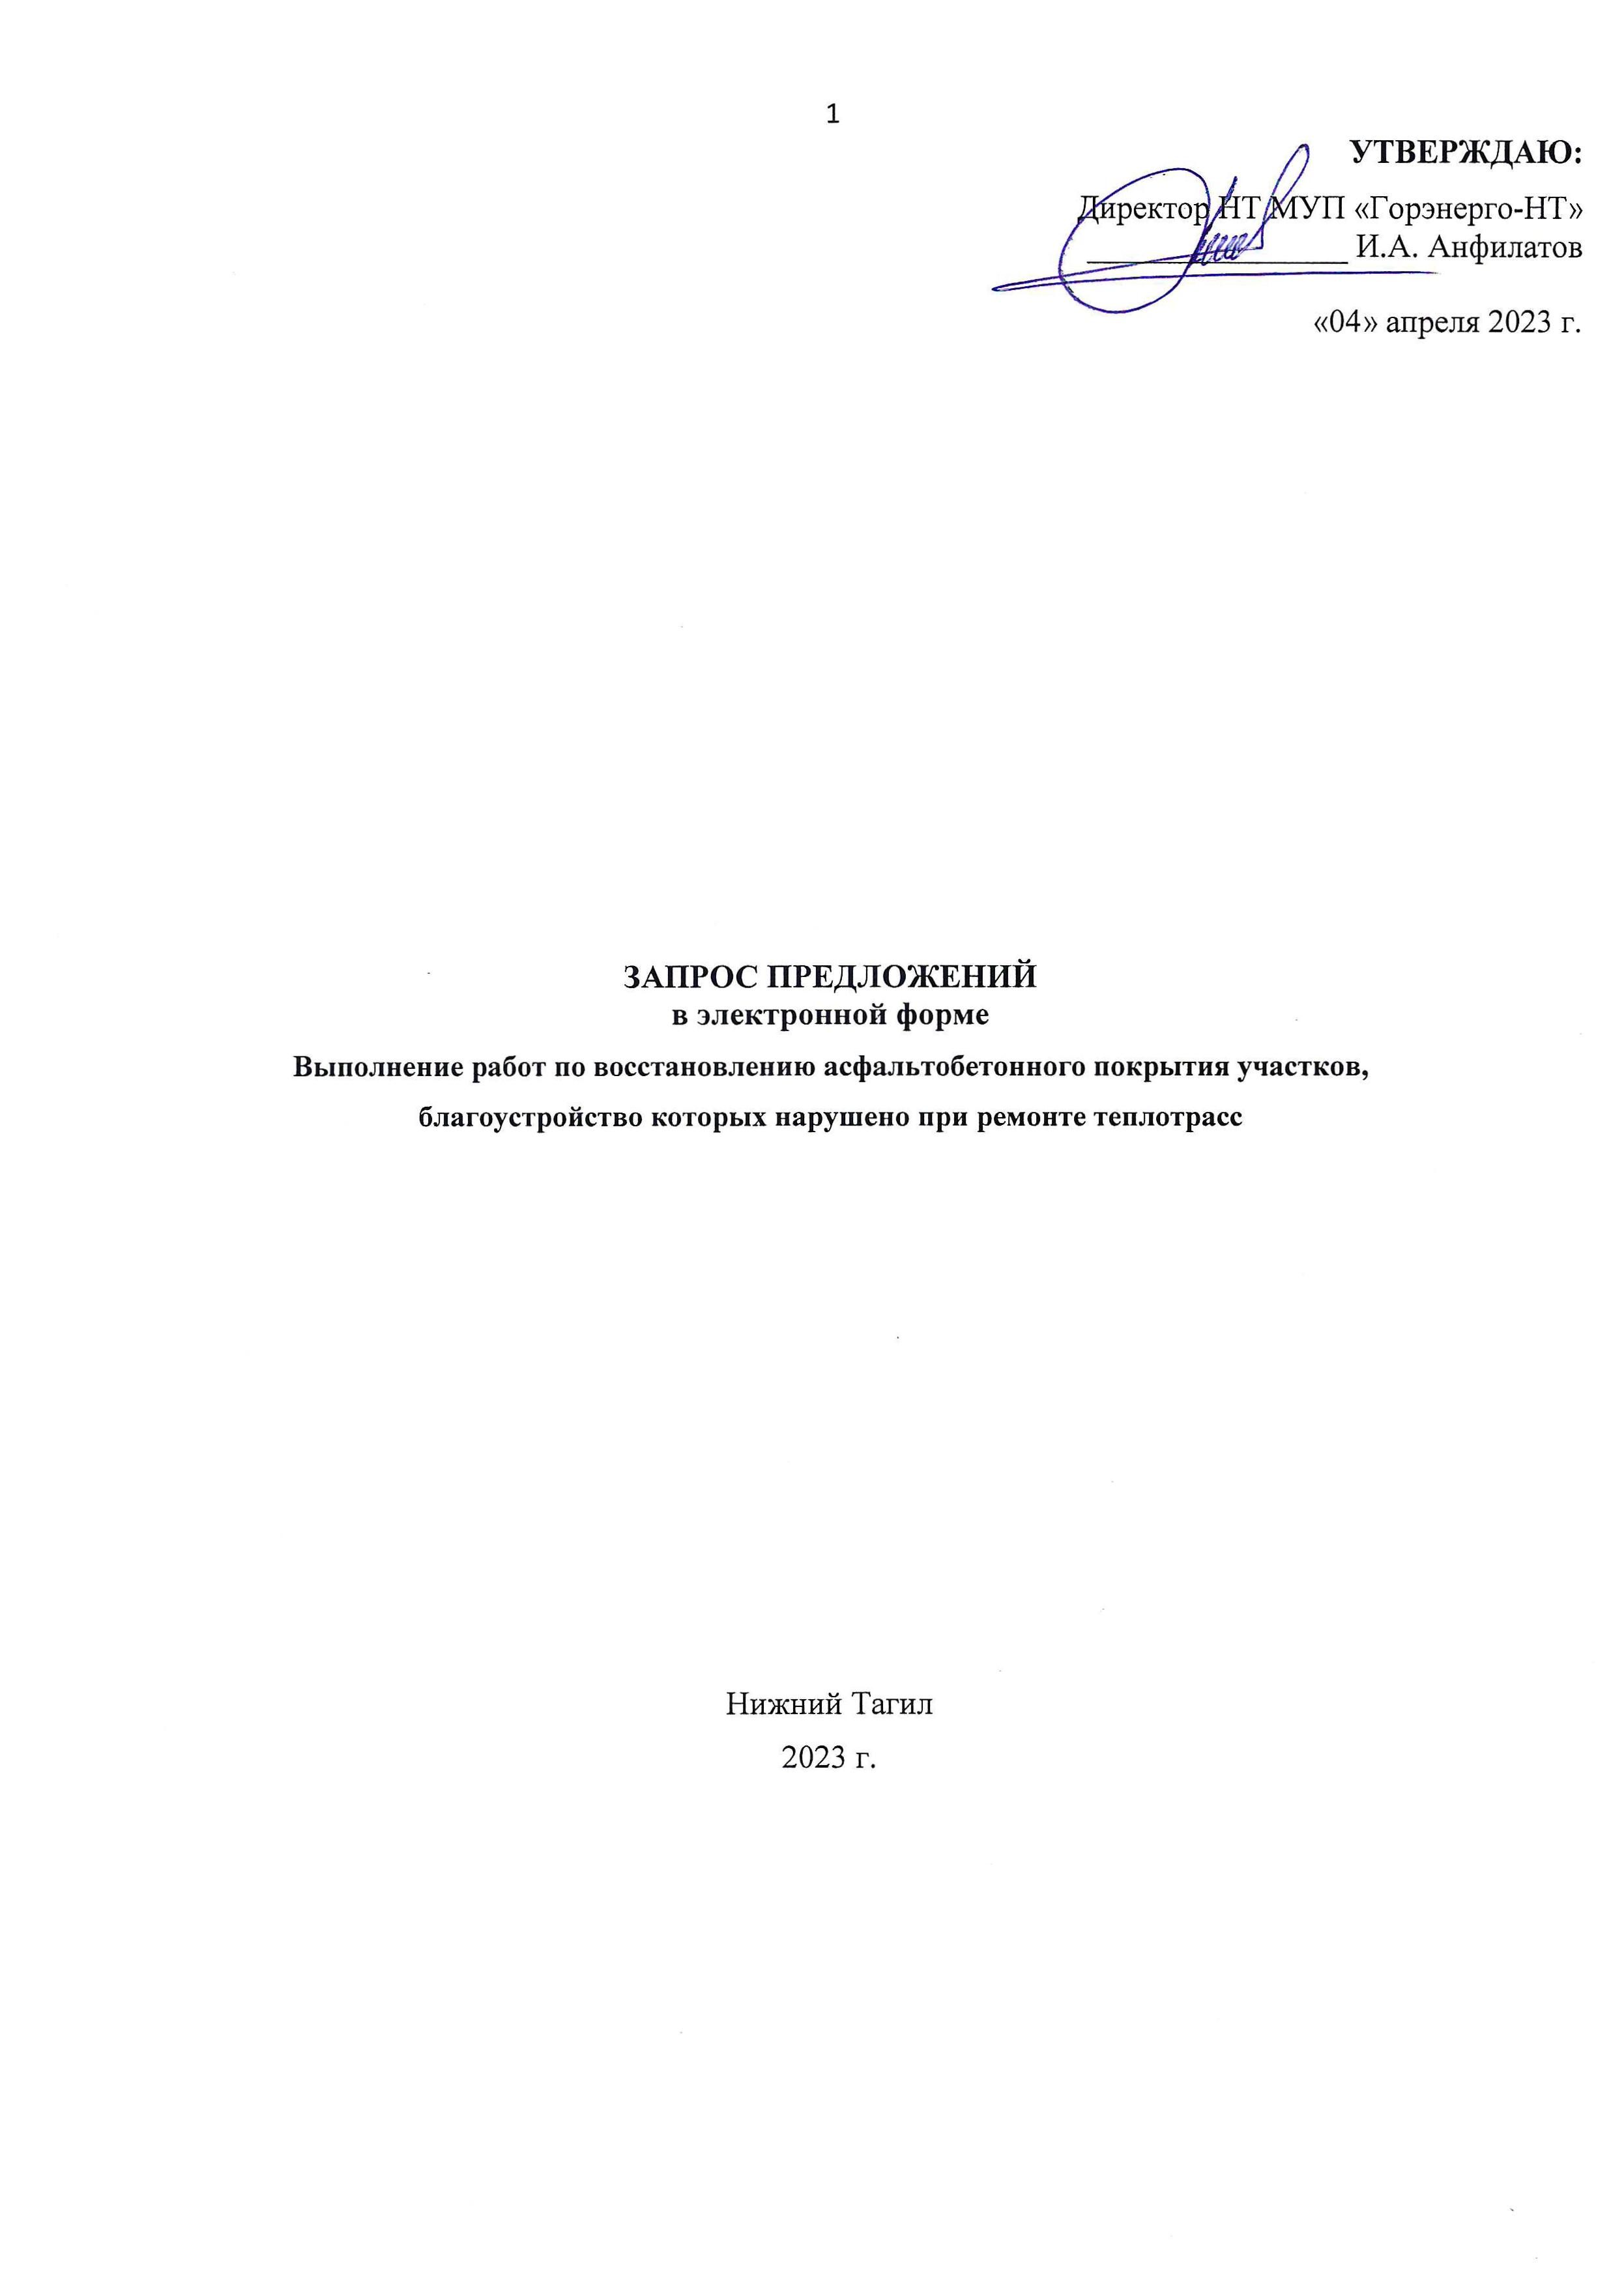 1
УТВЕРЖДАЮ:
Директор НТ МУП «Горэнерго-НТ»
________________ И.А. Анфилатов
«04» апреля 2023 г.
ЗАПРОС ПРЕДЛОЖЕНИЙ
в электронной форме
Выполнение работ по восстановлению асфальтобетонного покрытия участков,
благоустройство которых нарушено при ремонте теплотрасс
Нижний Тагил
2023 г.